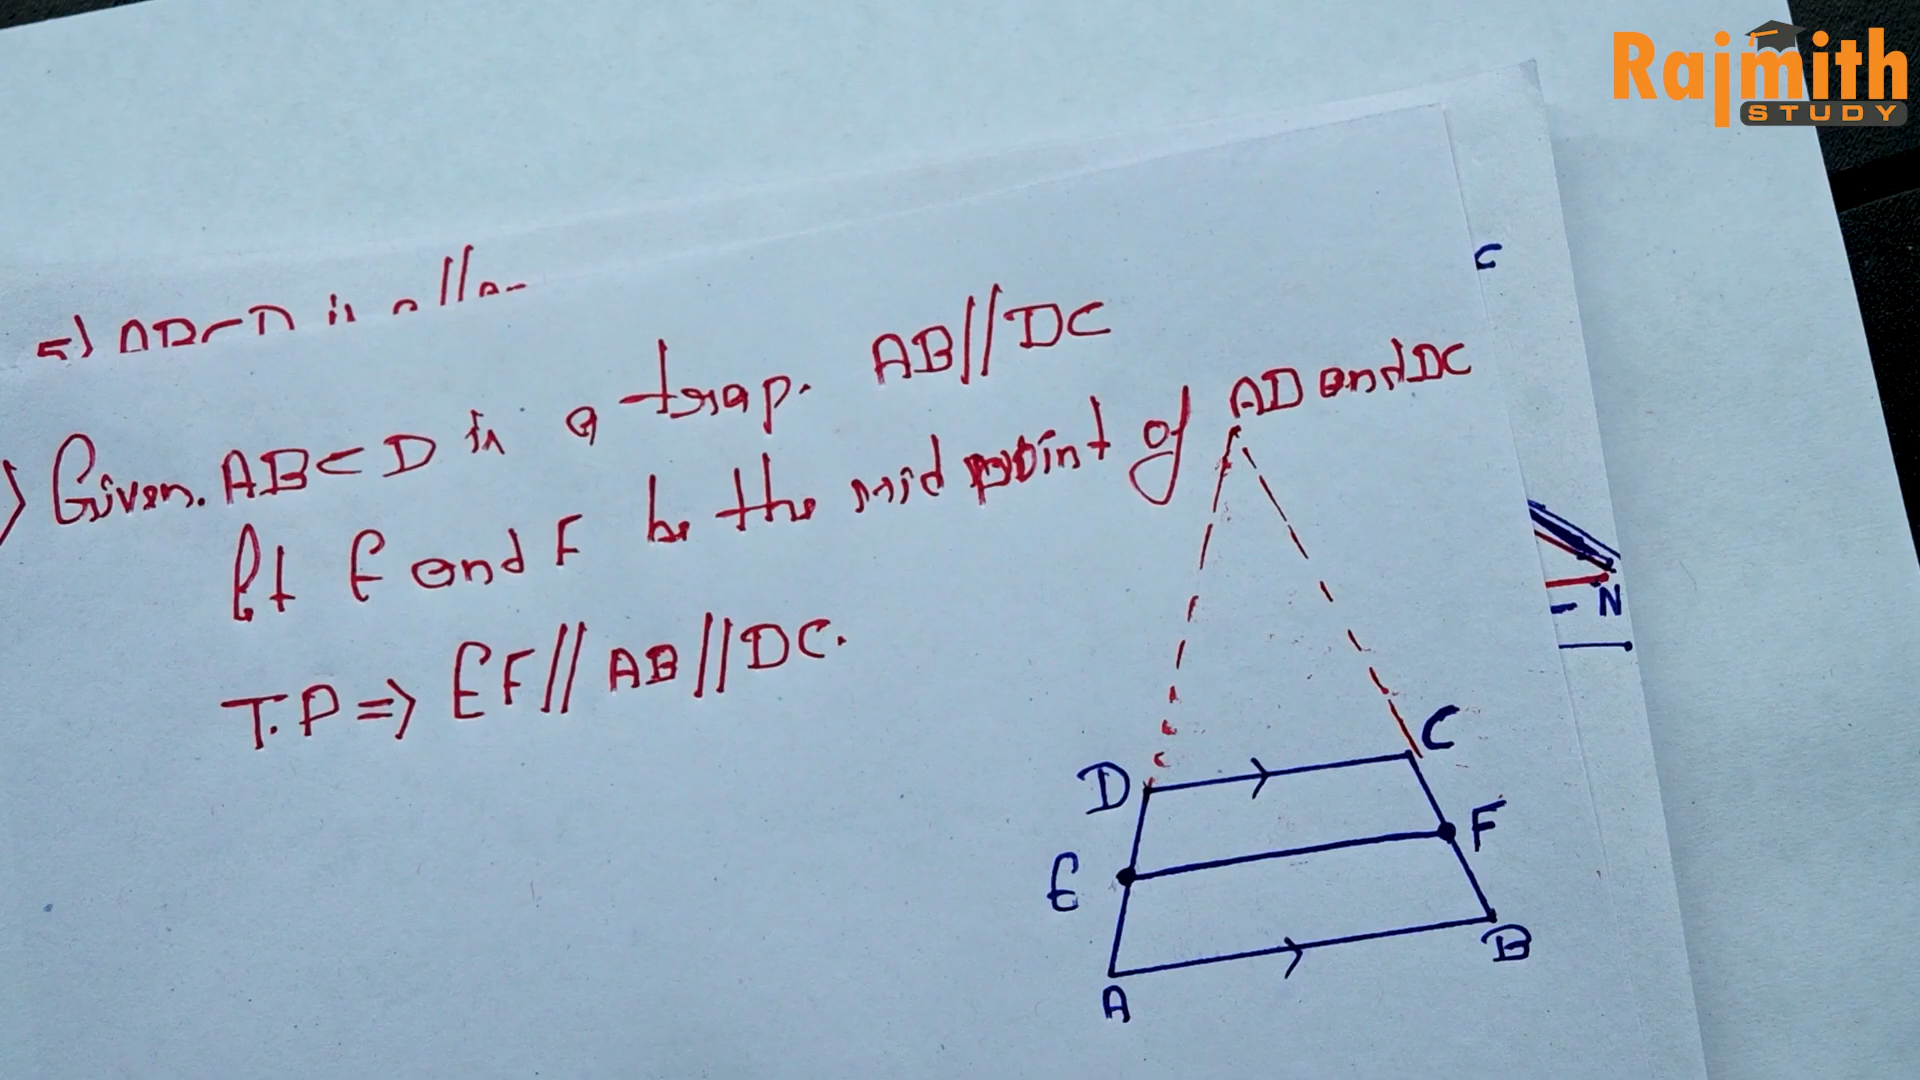 Rajmith
STUDY
C
=> is
Given. ABCD is a trap. AB//DC
let E and F be the mid point of AD and DC
T.P => EF//AB//DC.
N
D
C
E
F
A
B